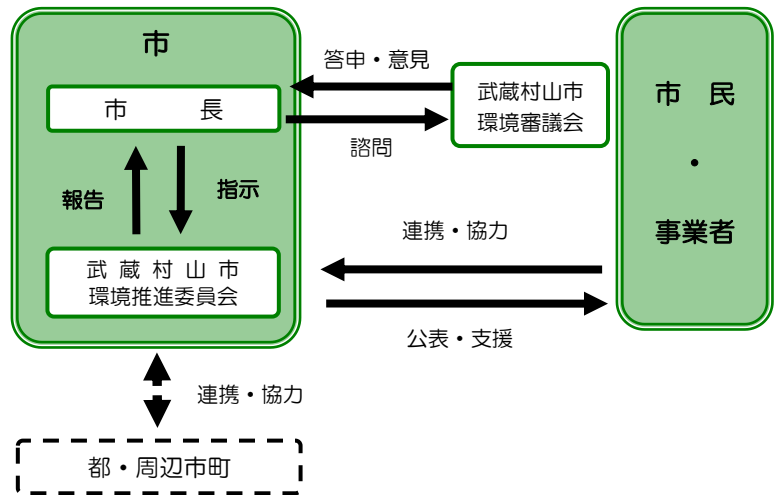 市
市　　　長
報告
指示
武 蔵 村 山 市
環境推進委員会
答申・意見
諮問
武蔵村山市
環境審議会
市　民
・
事業者
連携・協力
公表・支援
連携・協力
都・周辺市町